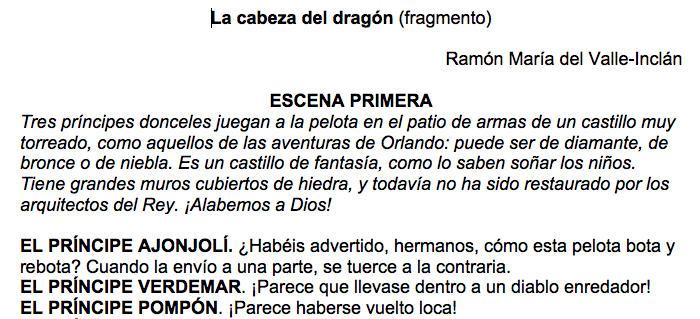 La cabeza del dragón (fragmento)
Ramón María del Valle-Inclán
ESCENA PRIMERA
Tres príncipes donceles juegan a la pelota en el patio de armas de un castillo muy
torreado, como aquellos de las aventuras de Orlando: puede ser de diamante, de
bronce o de niebla. Es un castillo de fantasía, como lo saben soñar los niños.
Tiene grandes muros cubiertos de hiedra, y todavía no ha sido restaurado por los
arquitectos del Rey. ¡Alabemos a Dios!
EL PRÍNCIPE AJONJOLÍ. ¿Habéis advertido, hermanos, cómo esta pelota bota y
rebota? Cuando la envío a una parte, se tuerce a la contraria.
EL PRÍNCIPE VERDEMAR. ¡Parece que llevase dentro a un diablo enredador!
EL PRÍNCIPE POMPÓN. ¡Parece haberse vuelto loca!